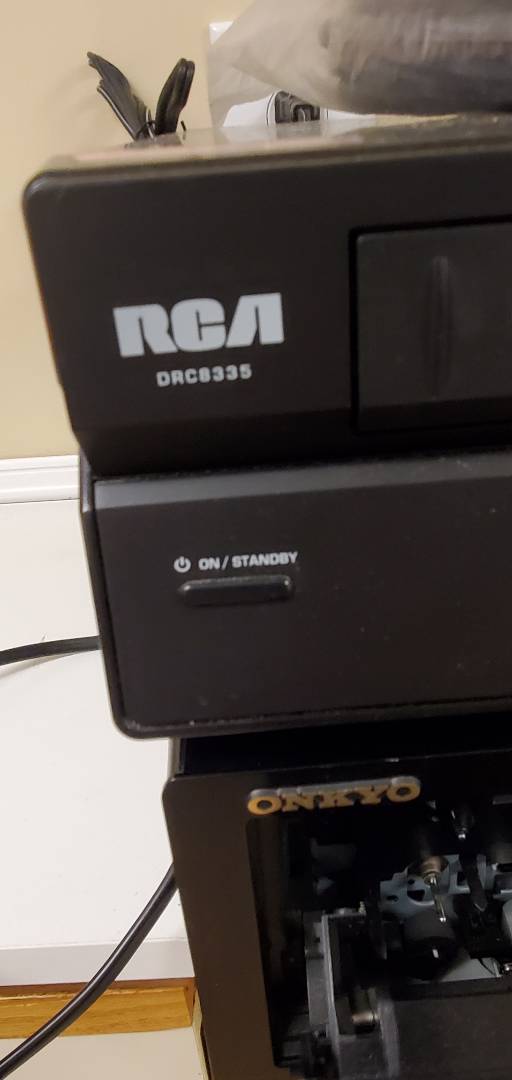 RCA
DRC8335
ON / STANDBY
ONKYO